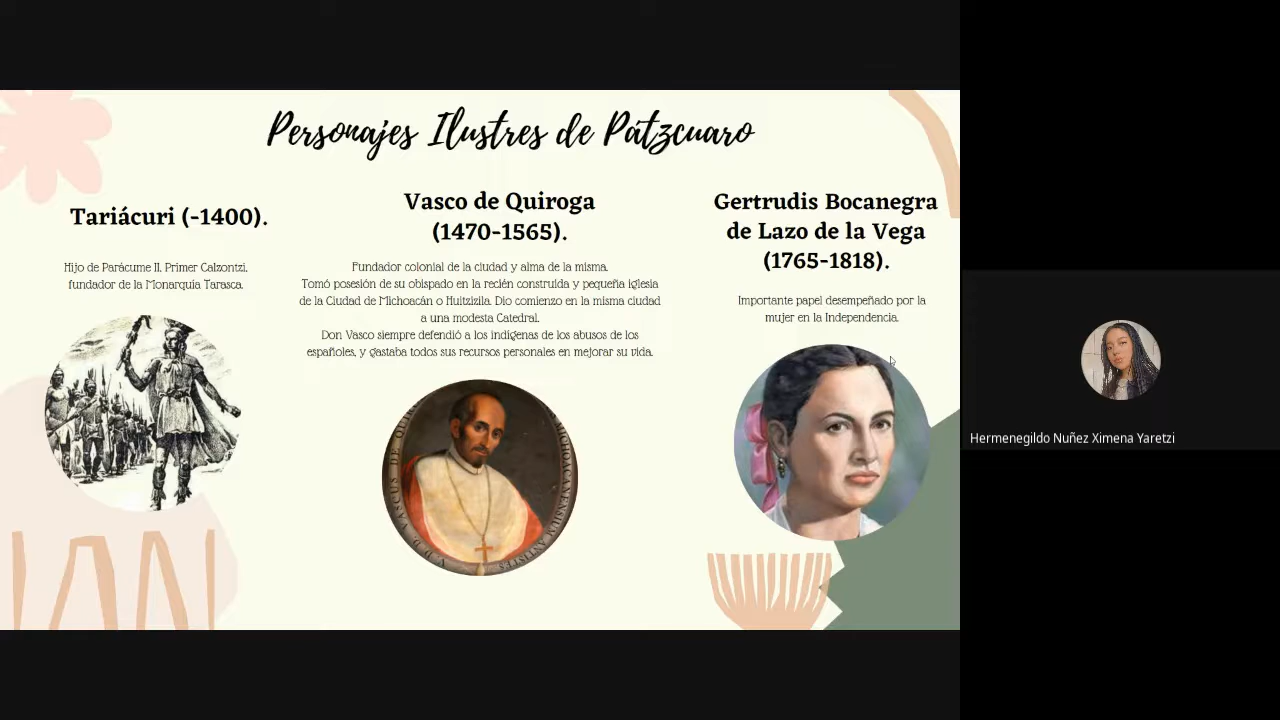 Personajes Ilustres de Pátzcuaro
Tariácuri (-1400).
Hijo de Parácume II, Primer Calzontzi,
fundador de la Monarquía Tarasca.
Vasco de Quiroga
(1470-1565).
Fundador colonial de la ciudad y alma de la misma.
Tomó posesión de su obispado en la recién construida y pequeña iglesia
de la Ciudad de Michoacán o Huitzizila. Dio comienzo en la misma ciudad
a una modesta Catedral.
Don Vasco siempre defendió a los indígenas de los abusos de los
españoles, y gastaba todos sus recursos personales en mejorar su vida.
Gertrudis Bocanegra
de Lazo de la Vega
(1765-1818).
Importante papel desempeñado por la
mujer en la Independencia.
Hermenegildo Nuñez Ximena Yaretzi